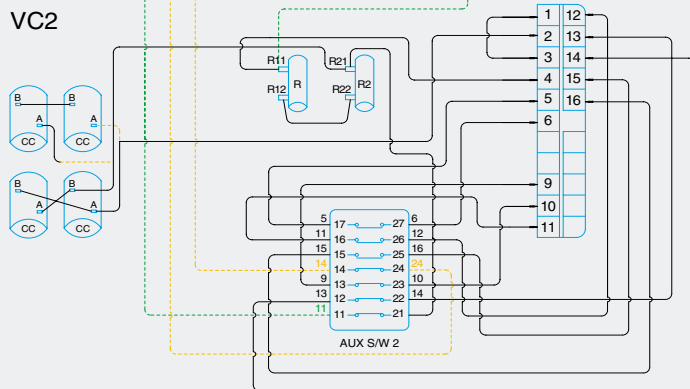 VC2
1 12
2 13
3 14
4 15
5 16
6
9
10
11
R11 R21
R R2
R12 R22
B B
A A
CC CC
B B
A A
CC CC
5 17 27 6
11 16 26 12
15 15 25 16
14 14 24 24
9 13 23 10
13 12 22 14
11 11 21
AUX S/W 2